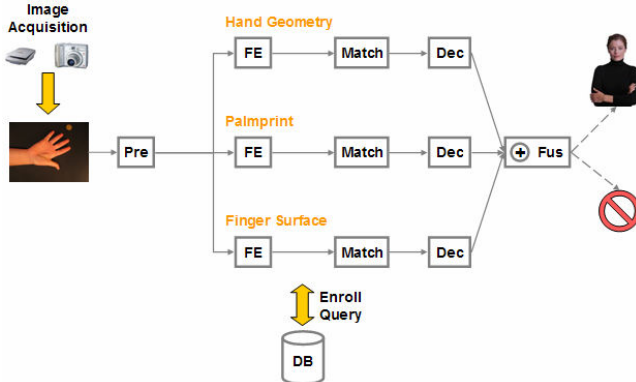 Image
Acquisition
Hand Geometry
FE
Match
Dec
Palmprint
Pre
FE
Match
Dec
+ Fus
Finger Surface
FE
Match
Dec
Enroll
Query
DB